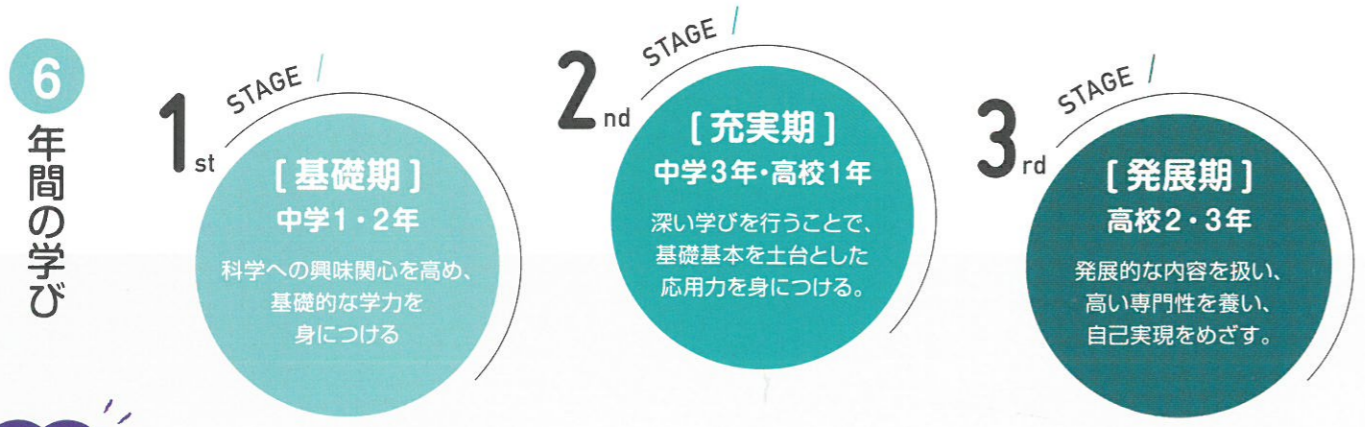 6年間の学び
1st STAGE
[基礎期]
中学1・2年
科学への興味関心を高め、
基礎的な学力を
身につける
2nd STAGE
[充実期]
中学3年・高校1年
深い学びを行うことで、
基礎基本を土台とした
応用力を身につける。
3rd STAGE
[発展期]
高校2・3年
発展的な内容を扱い、
高い専門性を養い、
自己実現をめざす。